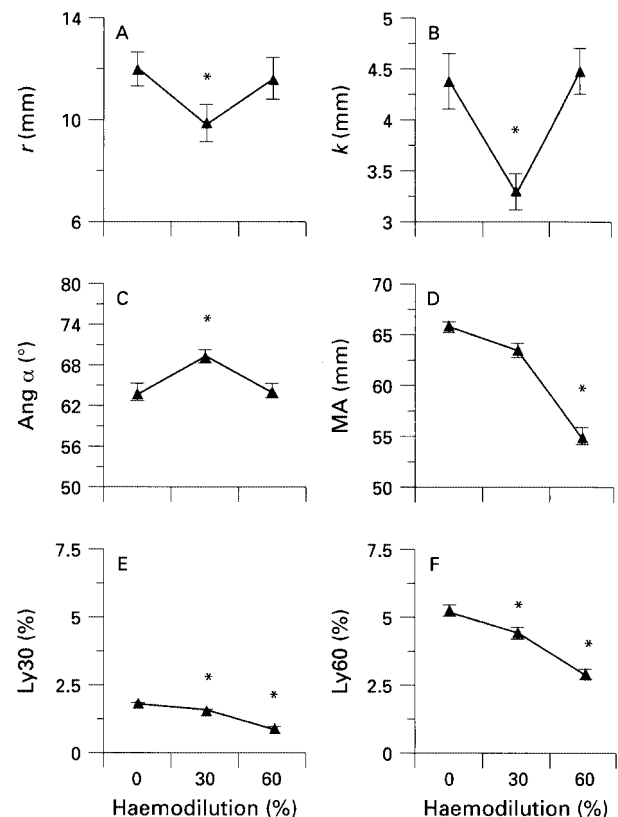 A
r (mm)
14
10
6
*
B
k (mm)
5
4.5
4
3.5
3
*
C
Ang α (°)
80
74
68
62
56
50
*
D
MA (mm)
70
65
60
55
50
*
E
Ly30 (%)
7.5
5
2.5
0
* *
0 30 60
Haemodilution (%)
F
Ly60 (%)
7.5
5
2.5
0
* *
0 30 60
Haemodilution (%)